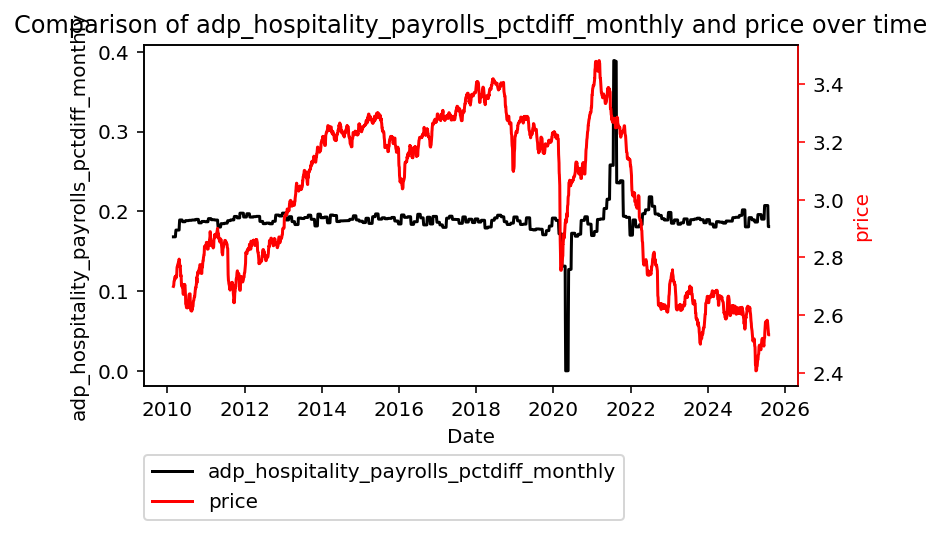 Comparison of adp_hospitality_payrolls_pctdiff_monthly and price over time
adp_hospitality_payrolls_pctdiff_monthly
0.4
0.3
0.2
0.1
0.0
3.4
3.2
3.0
2.8
2.6
2.4
price
2010 2012 2014 2016 2018 2020 2022 2024 2026
Date
adp_hospitality_payrolls_pctdiff_monthly
price